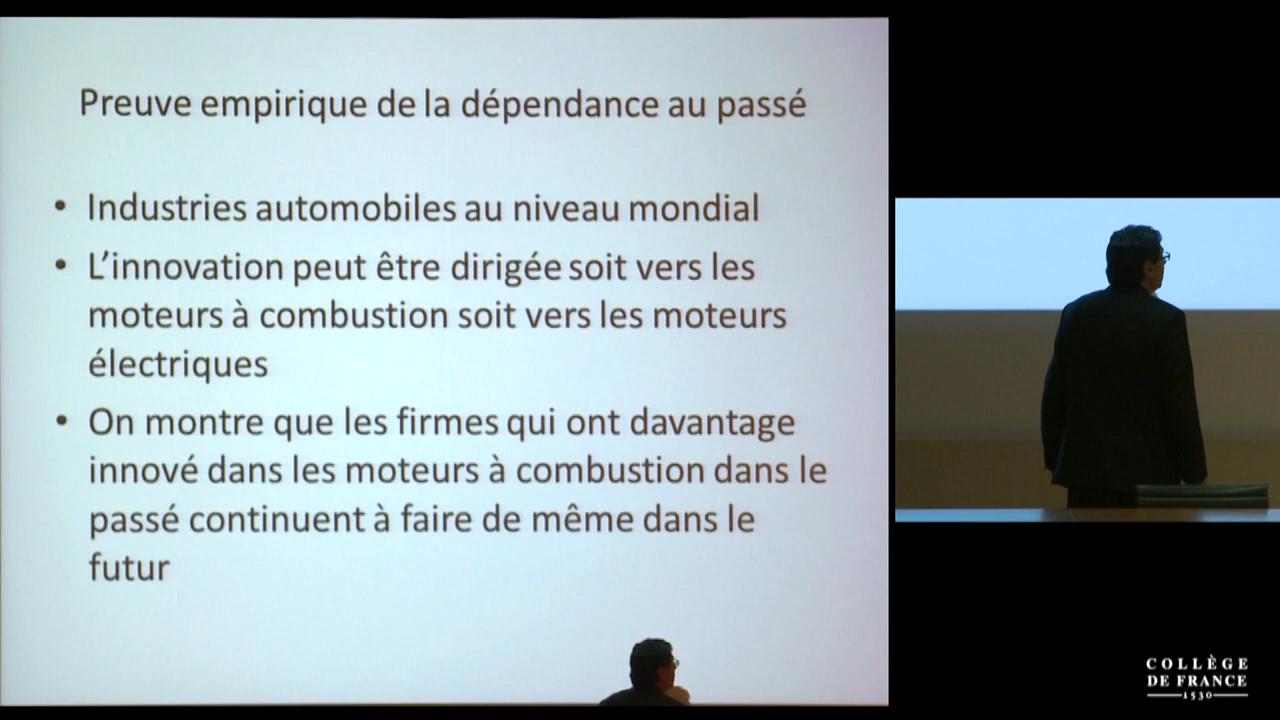 Preuve empirique de la dépendance au passé
• Industries automobiles au niveau mondial
• L’innovation peut être dirigée soit vers les
moteurs à combustion soit vers les moteurs
électriques
• On montre que les firmes qui ont davantage
innové dans les moteurs à combustion dans le
passé continuent à faire de même dans le
futur
COLLÈGE
DE FRANCE
1530